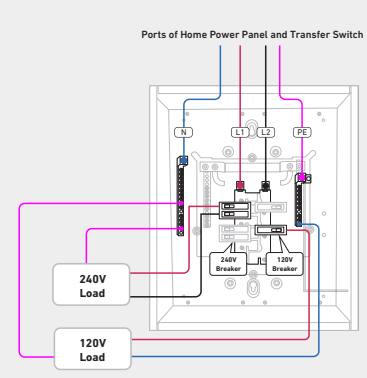 Ports of Home Power Panel and Transfer Switch
N
L1
L2
PE
240V
Breaker
120V
Breaker
240V
Load
120V
Load